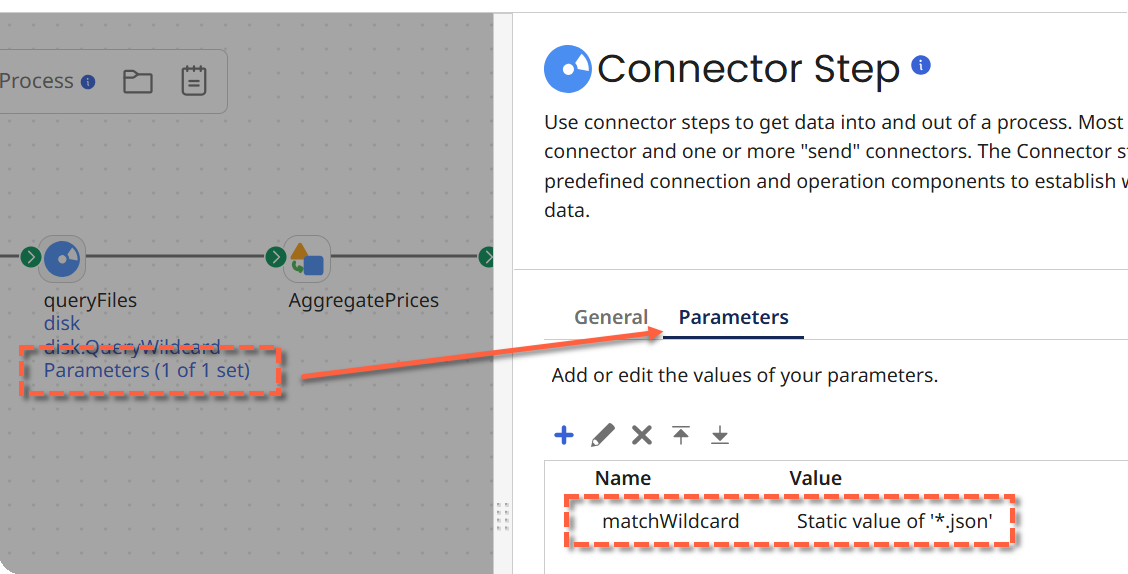 Process
queryFiles
disk
disk.QueryWildcard
Parameters (1 of 1 set)
AggregatePrices
Connector Step
Use connector steps to get data into and out of a process. Most
connector and one or more "send" connectors. The Connector
predefined connection and operation components to establish
data.
General Parameters
Add or edit the values of your parameters.
Name Value
matchWildcard Static value of '*.json'